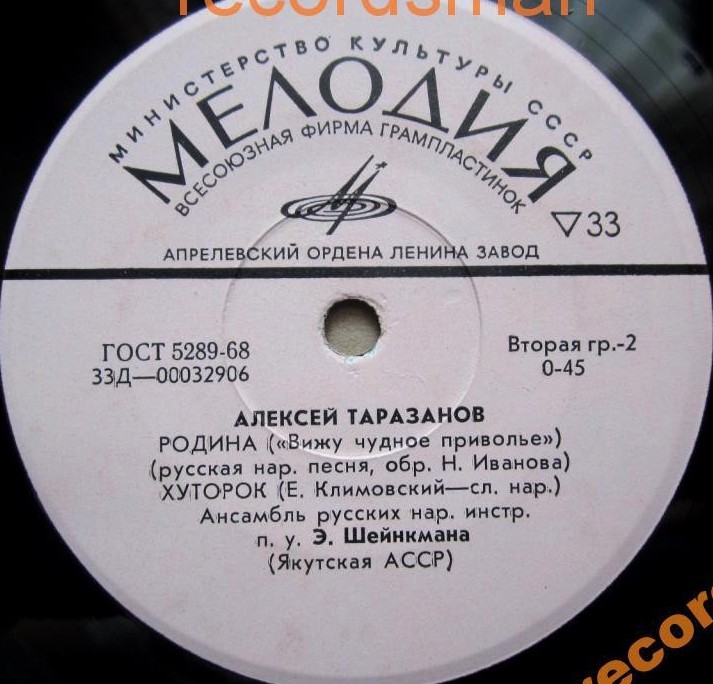 recordsman
МИНИСТЕРСТВО КУЛЬТУРЫ СССР
МЕЛОДИЯ
ВСЕСОЮЗНАЯ ФИРМА ГРАМПЛАСТИНОК
▽33
АПРЕЛЕВСКИЙ ОРДЕНА ЛЕНИНА ЗАВОД
ГОСТ 5289-68
33Д—00032906
Вторая гр.-2
0-45
АЛЕКСЕЙ ТАРАЗАНОВ
РОДИНА («Вижу чудное приволье»)
(русская нар. песня, обр. Н. Иванова)
ХУТОРОК (Е. Климовский—сл. нар.)
Ансамбль русских нар. инстр.
п. у. Э. Шейнкмана
(Якутская АССР)
recor